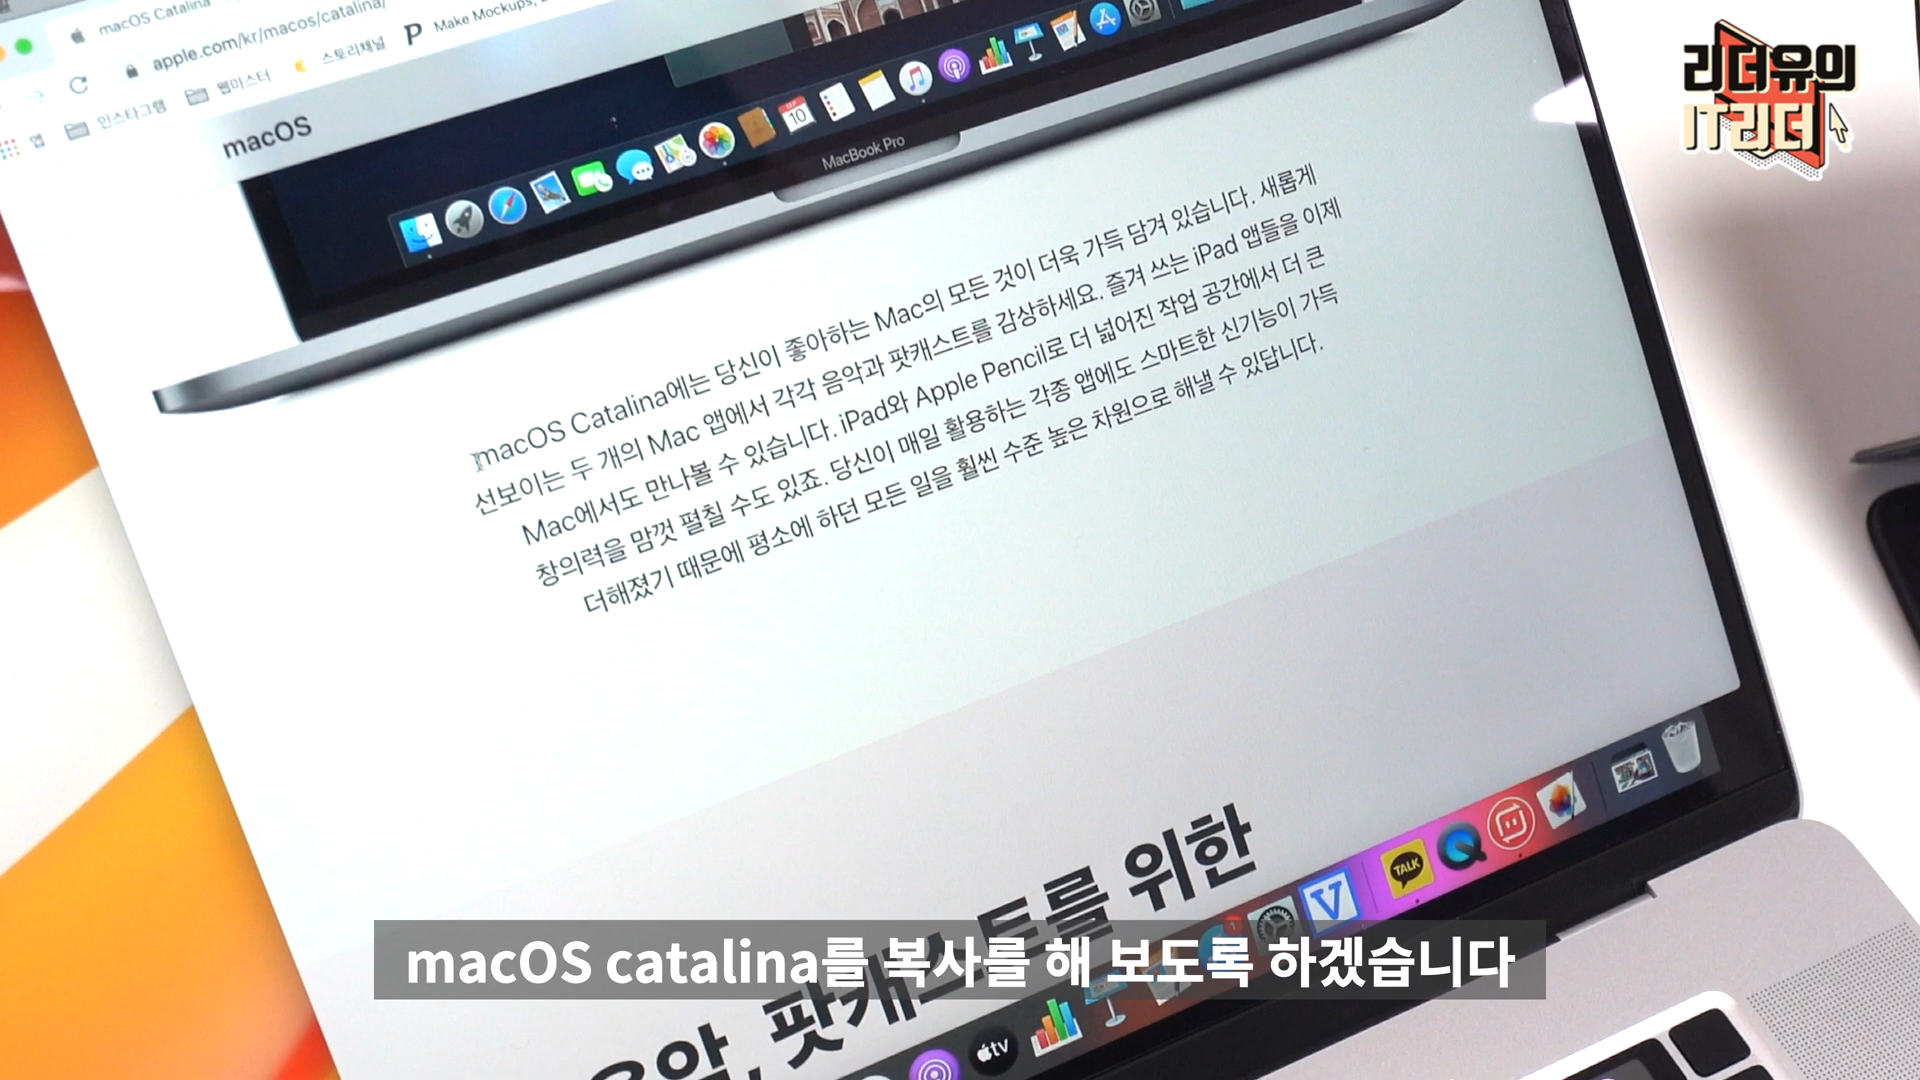 macOS Catalina
apple.com/kr/macos/catalina/
앱
인스타그램
웹마스터
스토리채널
Make Mockups,
macOS
SEP
10
MacBook Pro
macOS Catalina에는 당신이 좋아하는 Mac의 모든 것이 더욱 가득 담겨 있습니다. 새롭게
선보이는 두 개의 Mac 앱에서 각각 음악과 팟캐스트를 감상하세요. 즐겨 쓰는 iPad 앱들을 이제
Mac에서도 만나볼 수 있습니다. iPad와 Apple Pencil로 더 넓어진 작업 공간에서 더 큰
창의력을 맘껏 펼칠 수도 있죠. 당신이 매일 활용하는 각종 앱에도 스마트한 신기능이 가득
더해졌기 때문에 평소에 하던 모든 일을 훨씬 수준 높은 차원으로 해낼 수 있답니다.
음악, 팟캐스트를 위한
tv
1
V
TALK
리더유의
IT리더
macOS catalina를 복사를 해 보도록 하겠습니다